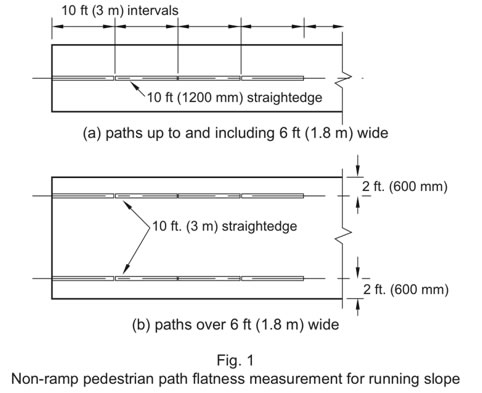 10 ft (3 m) intervals
10 ft (1200 mm) straightedge
(a) paths up to and including 6 ft (1.8 m) wide
2 ft. (600 mm)
10 ft. (3 m) straightedge
2 ft. (600 mm)
(b) paths over 6 ft (1.8 m) wide
Fig. 1
Non-ramp pedestrian path flatness measurement for running slope